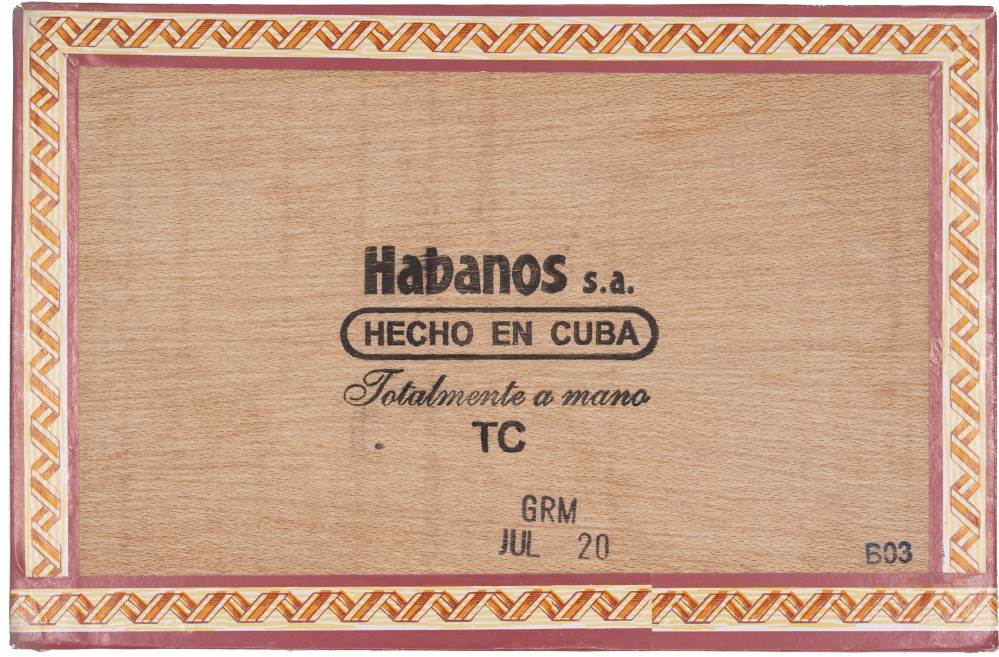 Habanos s.a.
HECHO EN CUBA
Totalmente a mano
TC
GRM
JUL 20
B03